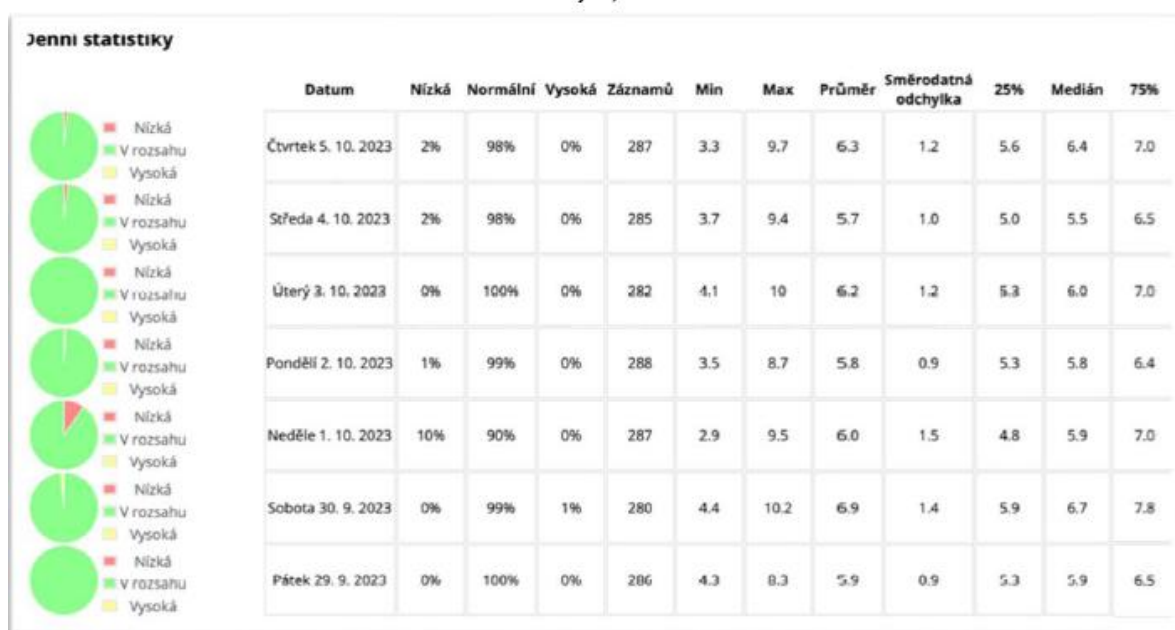 Denní statistiky
Datum Nízká Normální Vysoká Záznamů Min Max Průměr Směrodatná odchylka 25% Medián 75%
Nízká
V rozsahu
Vysoká
Čtvrtek 5. 10. 2023 2% 98% 0% 287 3.3 9.7 6.3 1.2 5.6 6.4 7.0
Nízká
V rozsahu
Vysoká
Středa 4. 10. 2023 2% 98% 0% 285 3.7 9.4 5.7 1.0 5.0 5.5 6.5
Nízká
V rozsahu
Vysoká
Úterý 3. 10. 2023 0% 100% 0% 282 4.1 10 6.2 1.2 5.3 6.0 7.0
Nízká
V rozsahu
Vysoká
Pondělí 2. 10. 2023 1% 99% 0% 288 3.5 8.7 5.8 0.9 5.3 5.8 6.4
Nízká
V rozsahu
Vysoká
Neděle 1. 10. 2023 10% 90% 0% 287 2.9 9.5 6.0 1.5 4.8 5.9 7.0
Nízká
V rozsahu
Vysoká
Sobota 30. 9. 2023 0% 99% 1% 280 4.4 10.2 6.9 1.4 5.9 6.7 7.8
Nízká
V rozsahu
Vysoká
Pátek 29. 9. 2023 0% 100% 0% 286 4.3 8.3 5.9 0.9 5.3 5.9 6.5